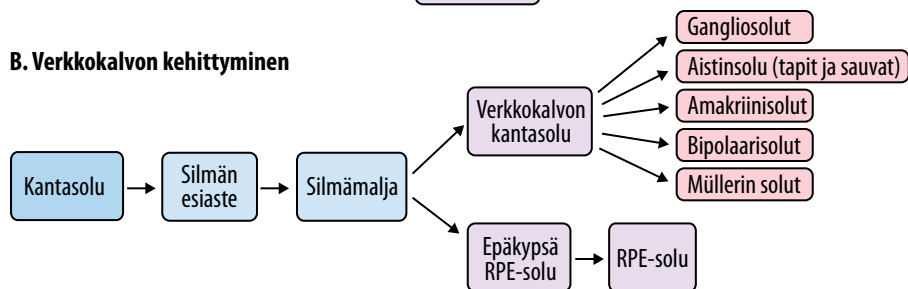 B. Verkkokalvon kehittyminen
Gangliosolut
Aistinsolu (tapit ja sauvat)
Amakriinisolut
Bipolaarisolut
Müllerin solut
Verkkokalvon
kantasolu
Kantasolu
Silmän
esiaste
Silmämalja
Epäkypsä
RPE-solu
RPE-solu